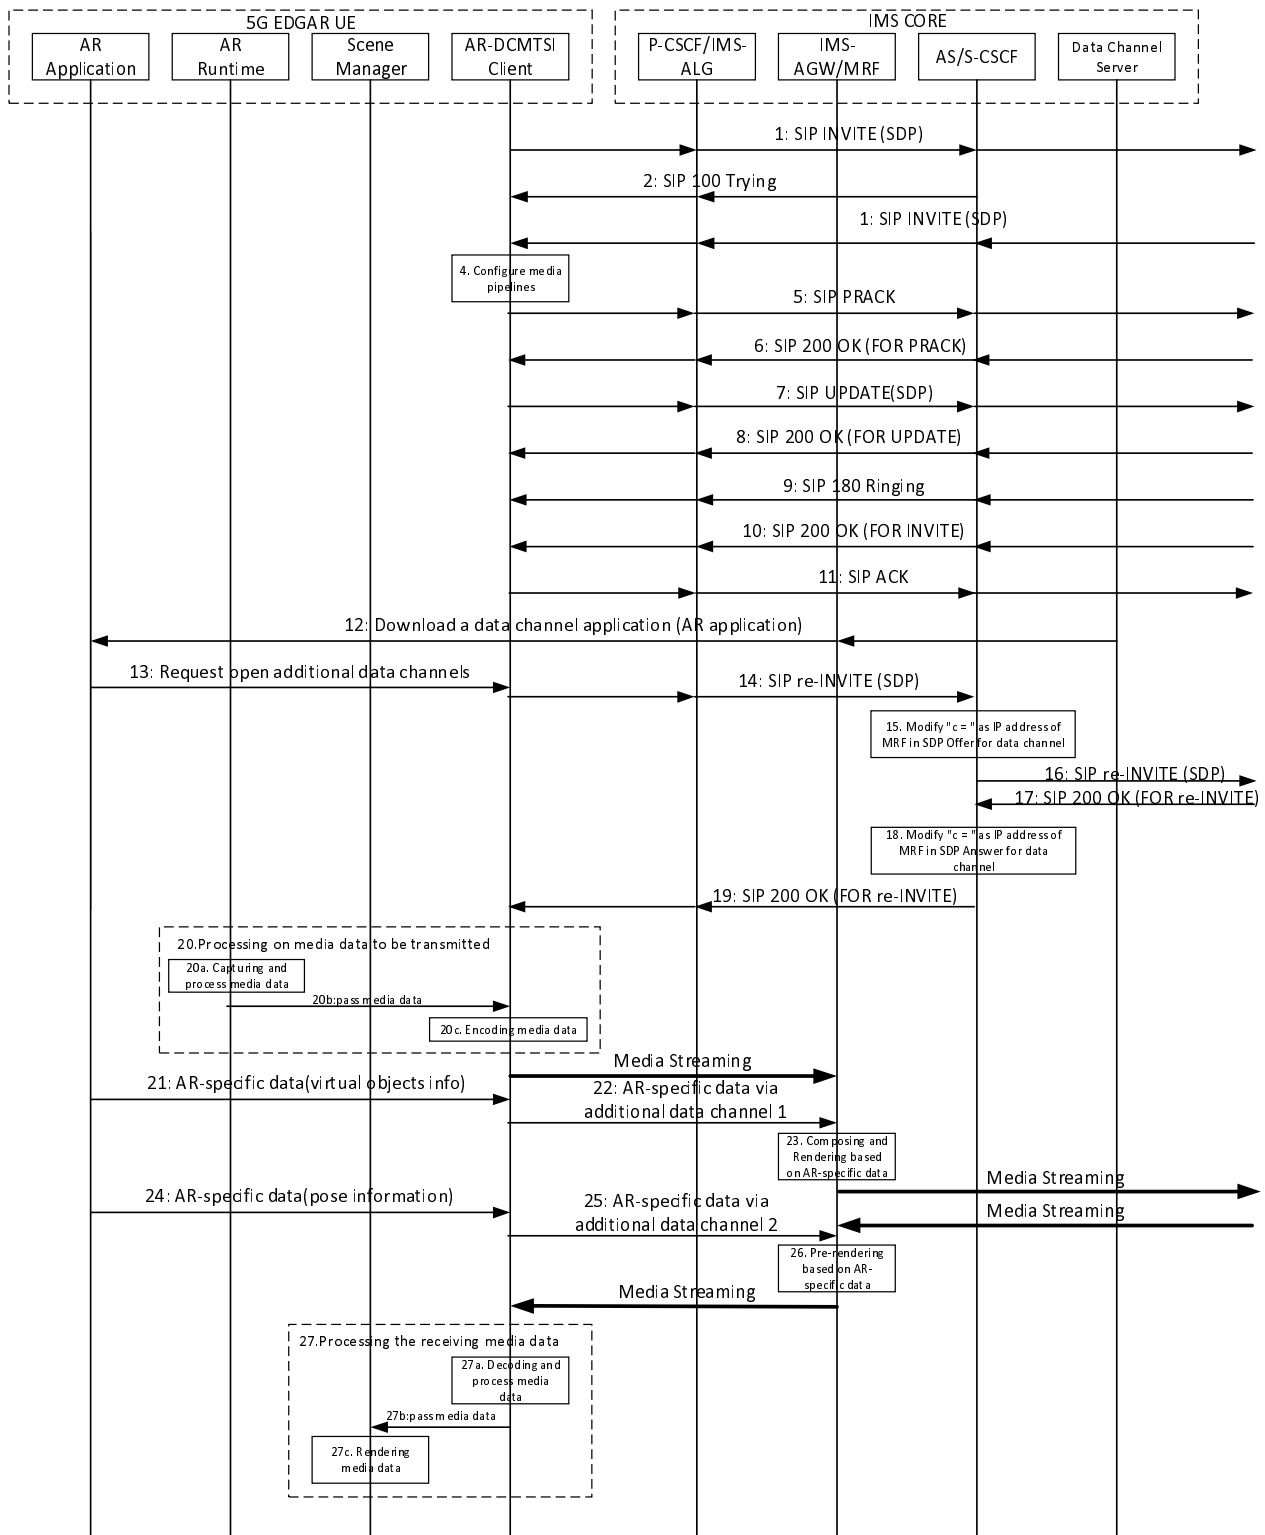 5G EDGAR UE
IMS CORE
AR
Application
AR
Runtime
Scene
Manager
AR-DCMTSI
Client
P-CSCF/IMS-
ALG
IMS-
AGW/MRF
AS/S-CSCF
Data Channel
Server
1: SIP INVITE (SDP)
2: SIP 100 Trying
1: SIP INVITE (SDP)
4. Configure media
pipelines
5: SIP PRACK
6: SIP 200 OK (FOR PRACK)
7: SIP UPDATE(SDP)
8: SIP 200 OK (FOR UPDATE)
9: SIP 180 Ringing
10: SIP 200 OK (FOR INVITE)
11: SIP ACK
12: Download a data channel application (AR application)
13: Request open additional data channels
14: SIP re-INVITE (SDP)
15. Modify "c = " as IP address of
MRF in SDP Offer for data channel
16: SIP re-INVITE (SDP)
17: SIP 200 OK (FOR re-INVITE)
18. Modify "c = " as IP address of
MRF in SDP Answer for data
channel
19: SIP 200 OK (FOR re-INVITE)
20.Processing on media data to be transmitted
20a. Capturing and
process media data
20b:pass media data
20c. Encoding media data
Media Streaming
21: AR-specific data(virtual objects info)
22: AR-specific data via
additional data channel 1
23. Composing and
Rendering based
on AR-specific data
Media Streaming
24: AR-specific data(pose information)
25: AR-specific data via
additional data channel 2
Media Streaming
26. Pre-rendering
based on AR-
specific data
Media Streaming
27.Processing the receiving media data
27a. Decoding and
process media
data
27b:pass media data
27c. Rendering
media data